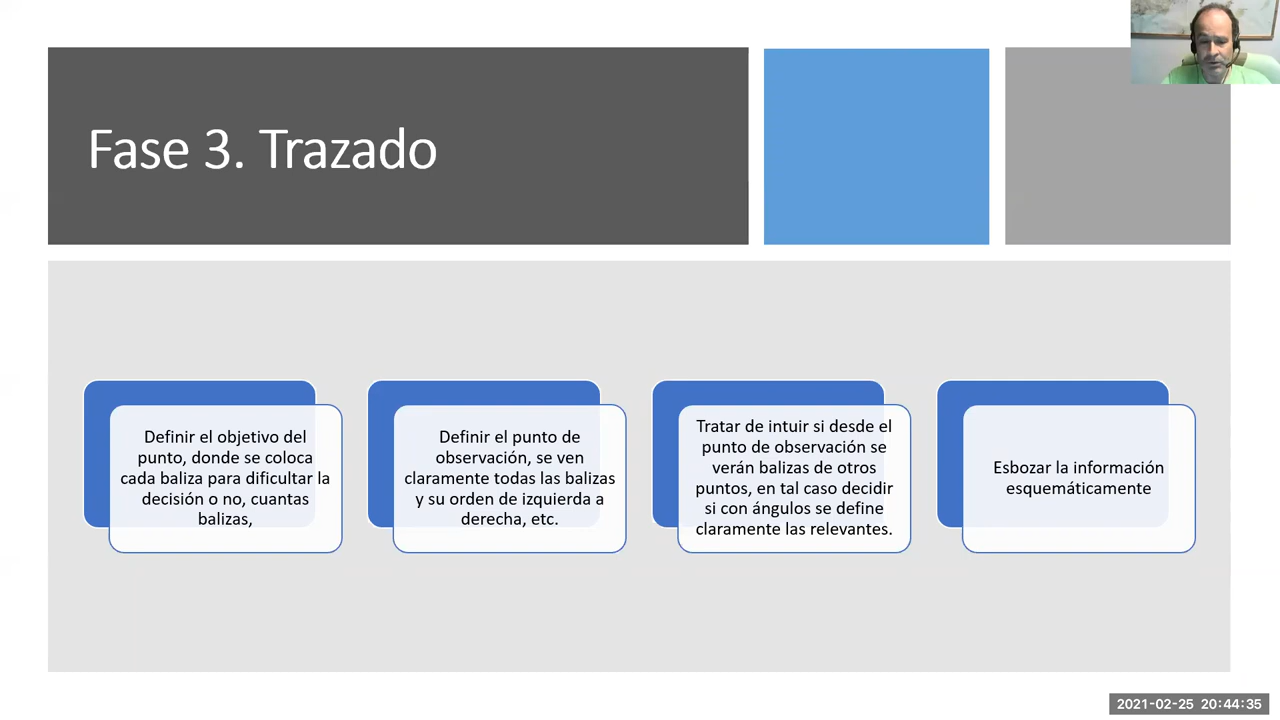 Fase 3. Trazado
Definir el objetivo del
punto, donde se coloca
cada baliza para dificultar la
decisión o no, cuantas
balizas,
Definir el punto de
observación, se ven
claramente todas las balizas
y su orden de izquierda a
derecha, etc.
Tratar de intuir si desde el
punto de observación se
verán balizas de otros
puntos, en tal caso decidir
si con ángulos se define
claramente las relevantes.
Esbozar la información
esquemáticamente
2021-02-25 20:44:35